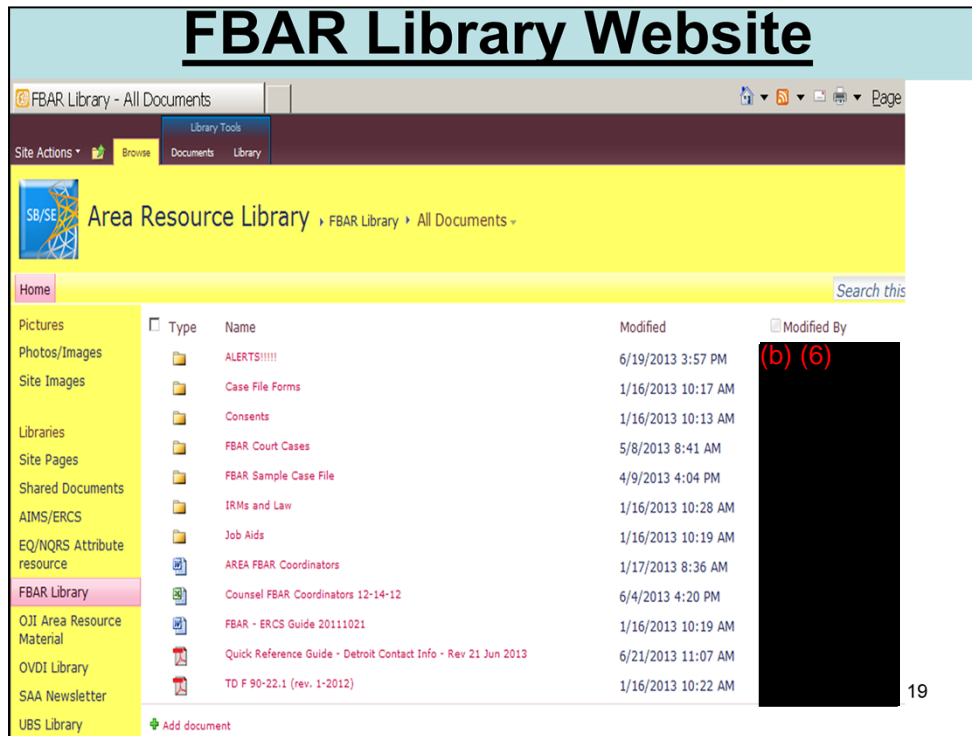 FBAR Library Website
FBAR Library - All Documents
Page
Library Tools
Site Actions Browse Documents Library
SB/SE Area Resource Library FBAR Library All Documents
Home Search this
Pictures
Photos/Images
Site Images
Libraries
Site Pages
Shared Documents
AIMS/ERCS
EQ/NQRS Attribute
resource
FBAR Library
OJI Area Resource
Material
OVDI Library
SAA Newsletter
UBS Library
Type Name Modified Modified By
ALERTS!!!!! 6/19/2013 3:57 PM (b) (6)
Case File Forms 1/16/2013 10:17 AM
Consents 1/16/2013 10:13 AM
FBAR Court Cases 5/8/2013 8:41 AM
FBAR Sample Case File 4/9/2013 4:04 PM
IRMs and Law 1/16/2013 10:28 AM
Job Aids 1/16/2013 10:19 AM
AREA FBAR Coordinators 1/17/2013 8:36 AM
Counsel FBAR Coordinators 12-14-12 6/4/2013 4:20 PM
FBAR - ERCS Guide 20111021 1/16/2013 10:19 AM
Quick Reference Guide - Detroit Contact Info - Rev 21 Jun 2013 6/21/2013 11:07 AM
TD F 90-22.1 (rev. 1-2012) 1/16/2013 10:22 AM
Add document
19